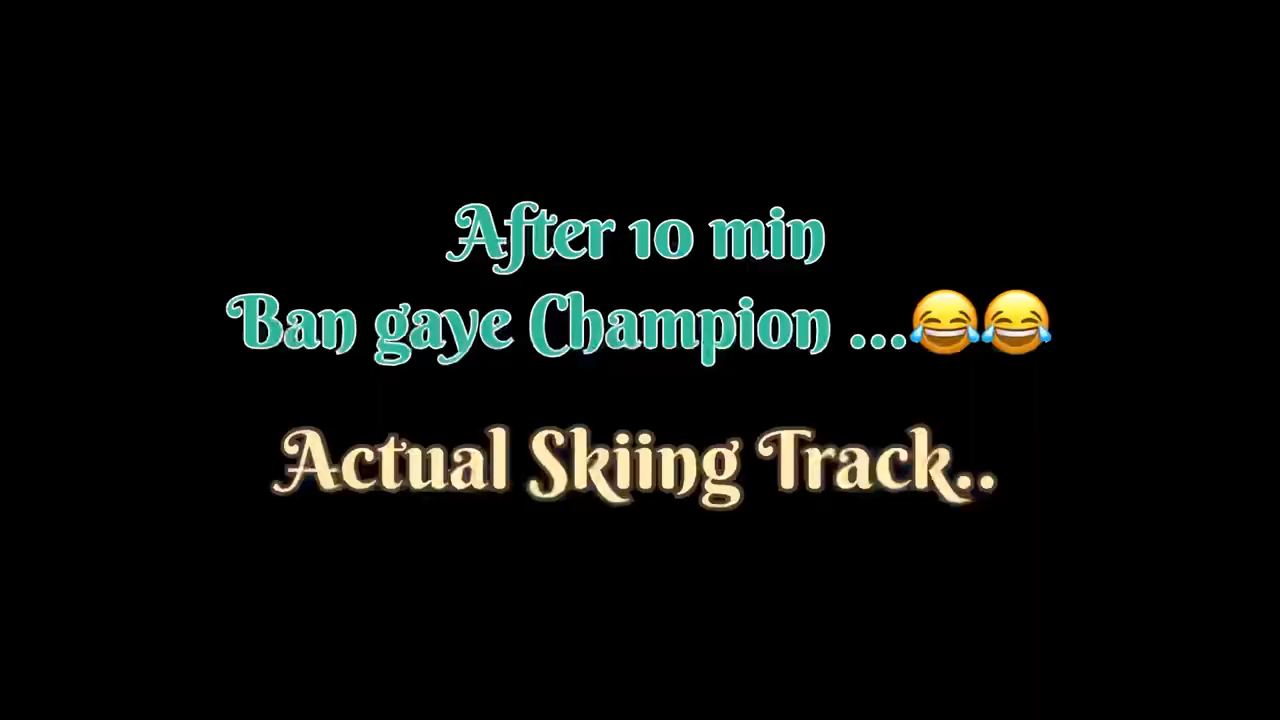 After 10 min
Ban gaye Champion ...😂😂
Actual Skiing Track..